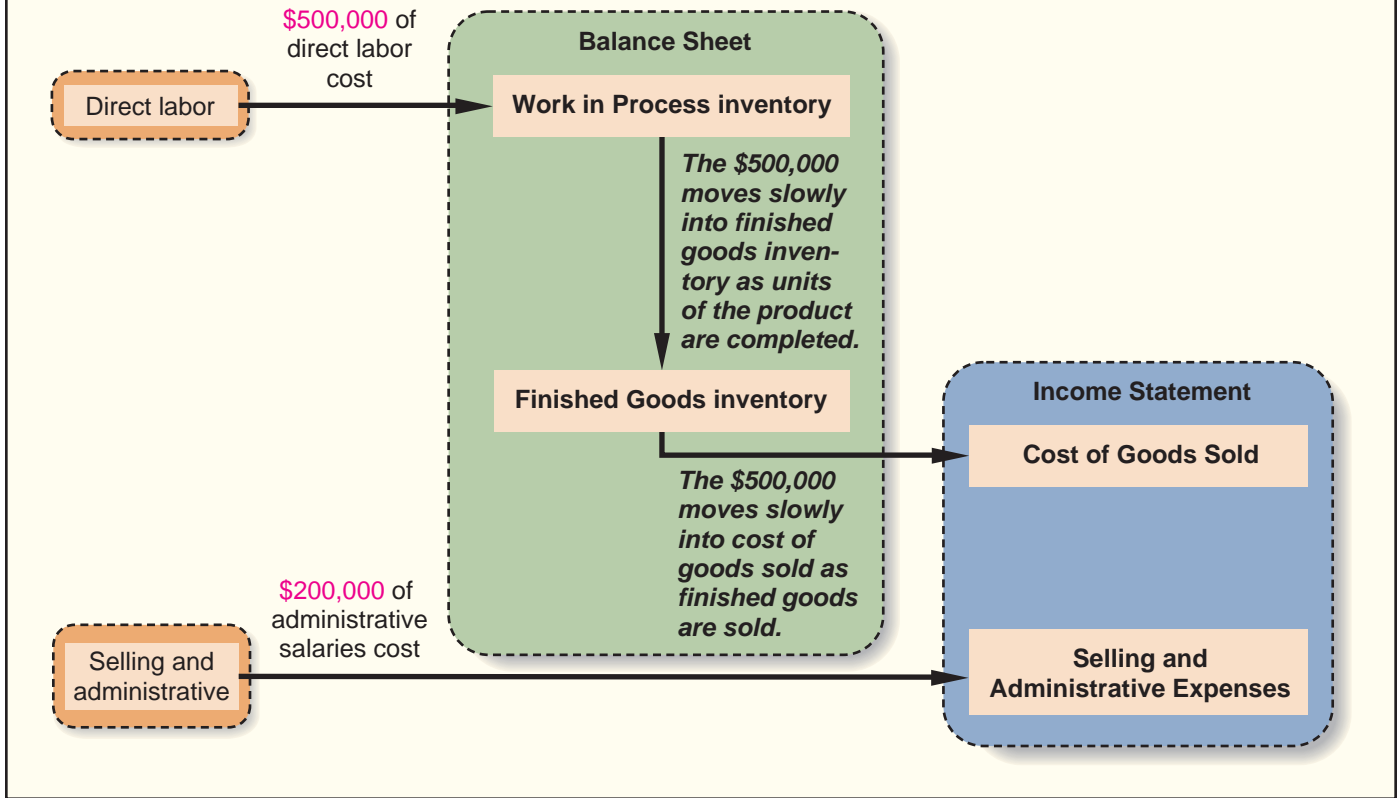 $500,000 of
direct labor
cost
Direct labor
Balance Sheet
Work in Process inventory
The $500,000
moves slowly
into finished
goods inven-
tory as units
of the product
are completed.
Finished Goods inventory
The $500,000
moves slowly
into cost of
goods sold as
finished goods
are sold.
Income Statement
Cost of Goods Sold
$200,000 of
administrative
salaries cost
Selling and
administrative
Selling and
Administrative Expenses